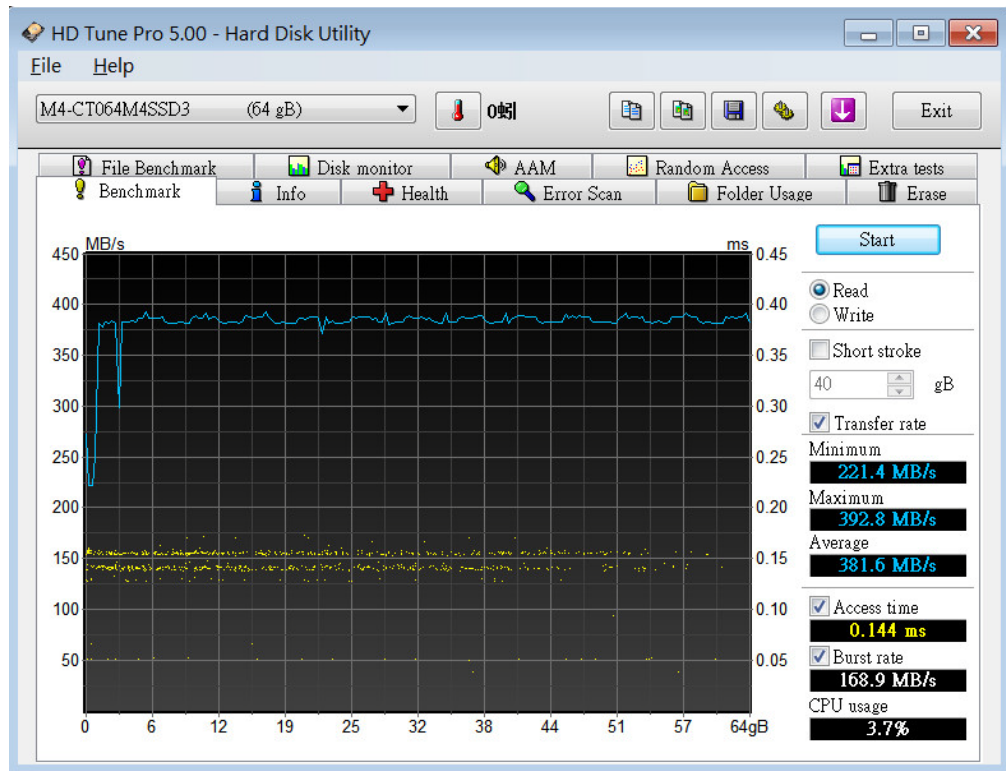 HD Tune Pro 5.00 - Hard Disk Utility
File Help
M4-CT064M4SSD3 (64 gB) Exit
File Benchmark Disk monitor AAM Random Access Extra tests
Benchmark Info Health Error Scan Folder Usage Erase
MB/s ms
450 0.45
400 0.40
350 0.35
300 0.30
250 0.25
200 0.20
150 0.15
100 0.10
50 0.05
0 6 12 19 25 32 38 44 51 57 64gB
Start
Read
Write
Short stroke
40 gB
Transfer rate
Minimum
221.4 MB/s
Maximum
392.8 MB/s
Average
381.6 MB/s
Access time
0.144 ms
Burst rate
168.9 MB/s
CPU usage
3.7%